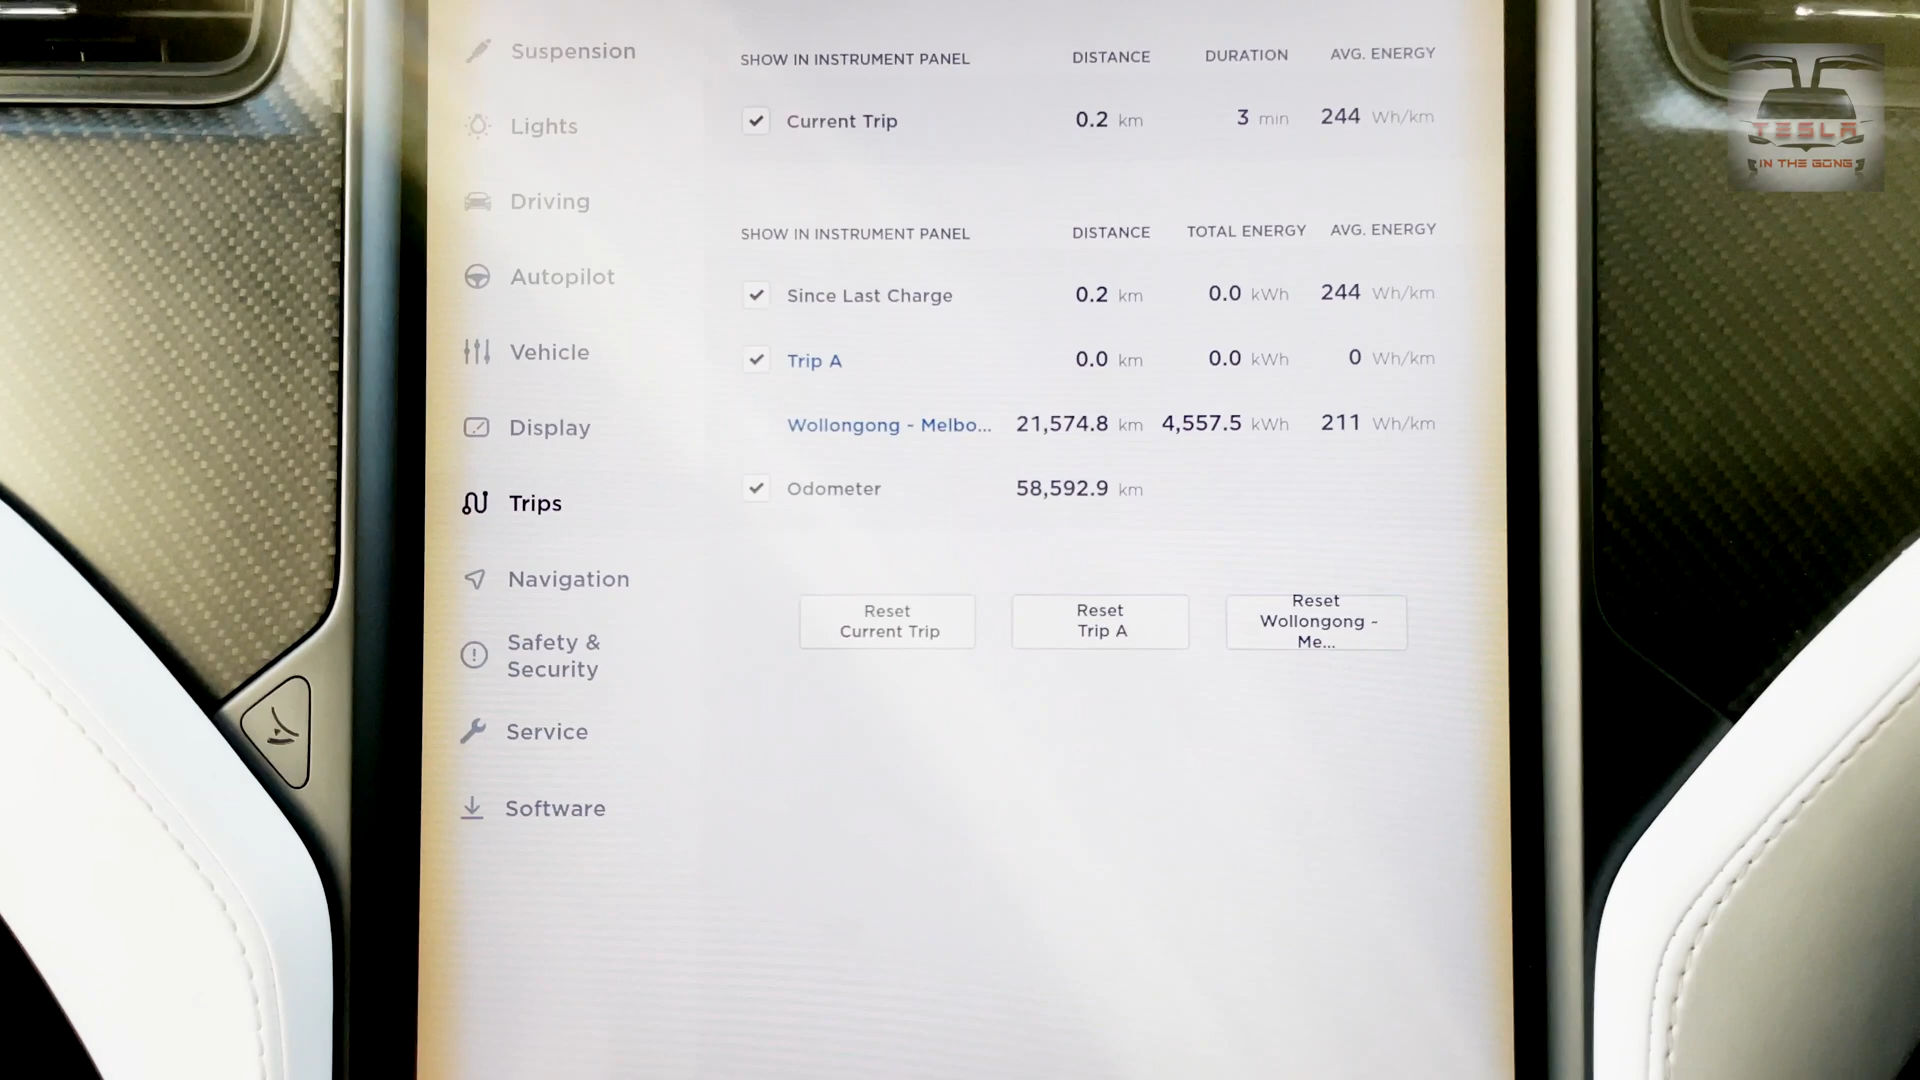 Suspension
Lights
Driving
Autopilot
Vehicle
Display
Trips
Navigation
Safety &
Security
Service
Software
SHOW IN INSTRUMENT PANEL DISTANCE DURATION AVG. ENERGY
Current Trip 0.2 km 3 min 244 Wh/km
SHOW IN INSTRUMENT PANEL DISTANCE TOTAL ENERGY AVG. ENERGY
Since Last Charge 0.2 km 0.0 kWh 244 Wh/km
Trip A 0.0 km 0.0 kWh 0 Wh/km
Wollongong - Melbo... 21,574.8 km 4,557.5 kWh 211 Wh/km
Odometer 58,592.9 km
Reset
Current Trip
Reset
Trip A
Reset
Wollongong -
Me...
TESLA
IN THE GONG